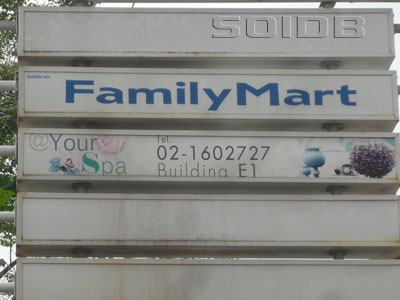 SOIDB
FamilyMart
@Your Spa
Tel.
02-1602727
Building E1